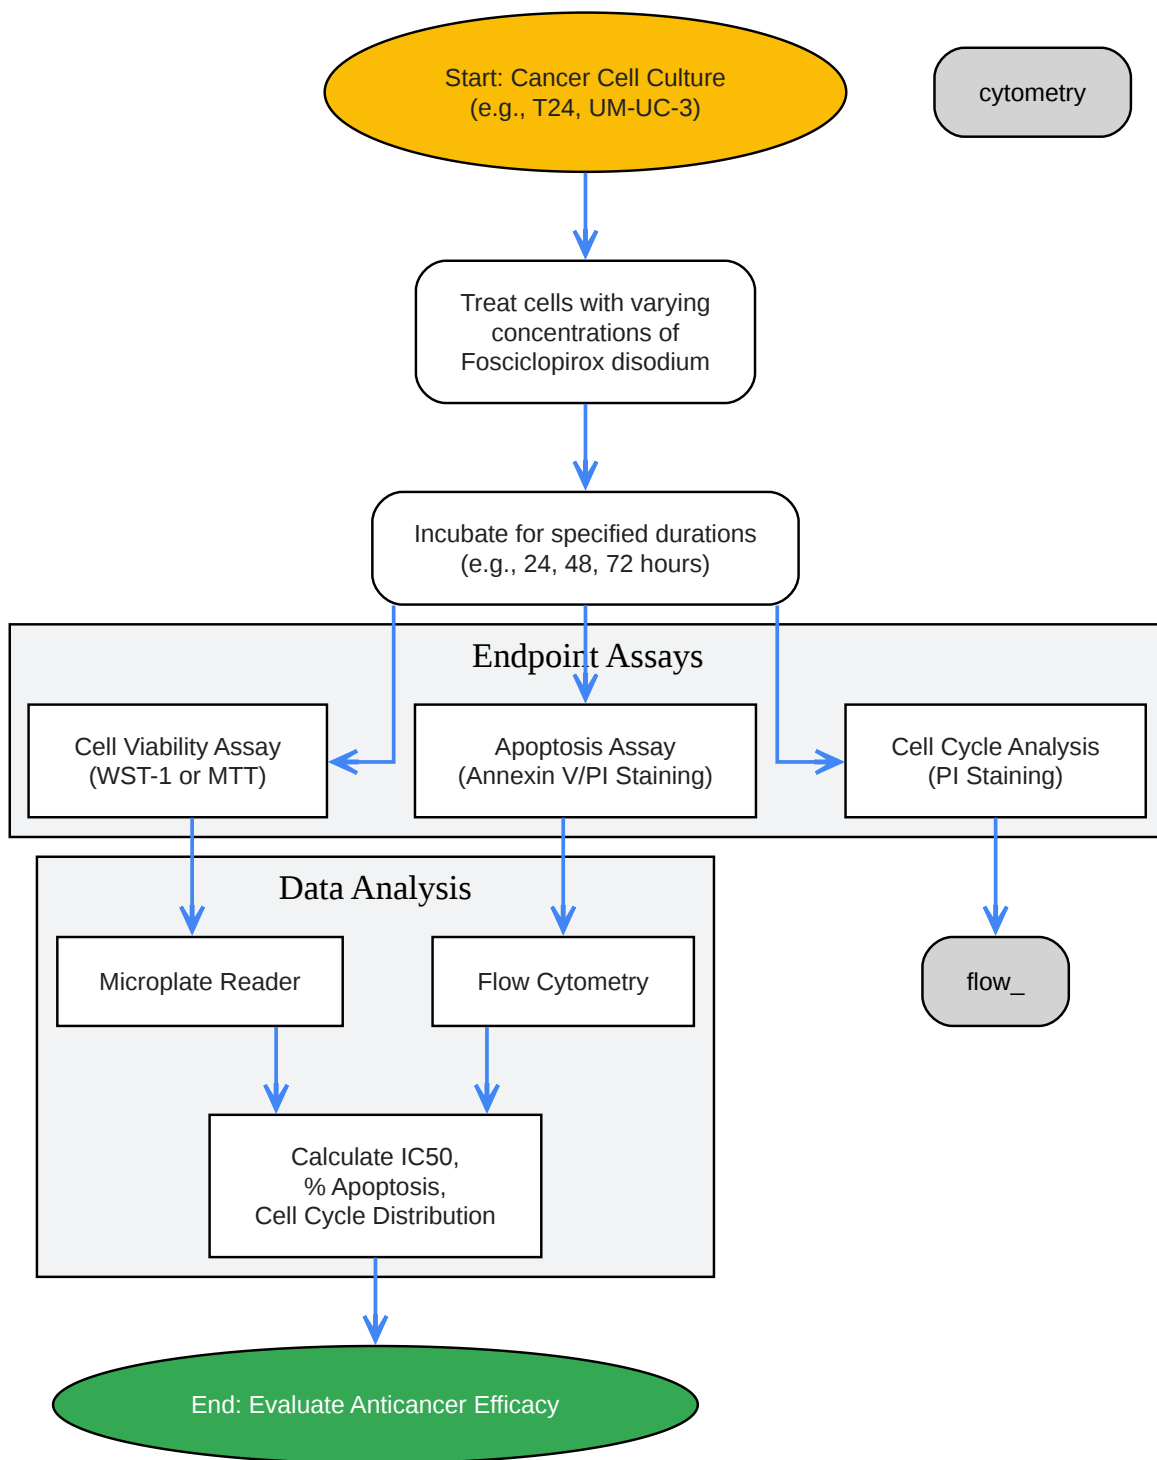 Start: Cancer Cell Culture
(e.g., T24, UM-UC-3)
cytometry
Treat cells with varying
concentrations of
Fosciclopirox disodium
Incubate for specified durations
(e.g., 24, 48, 72 hours)
Endpoint Assays
Cell Viability Assay
(WST-1 or MTT)
Apoptosis Assay
(Annexin V/PI Staining)
Cell Cycle Analysis
(PI Staining)
Data Analysis
Microplate Reader
Flow Cytometry
flow_
Calculate IC50,
% Apoptosis,
Cell Cycle Distribution
End: Evaluate Anticancer Efficacy